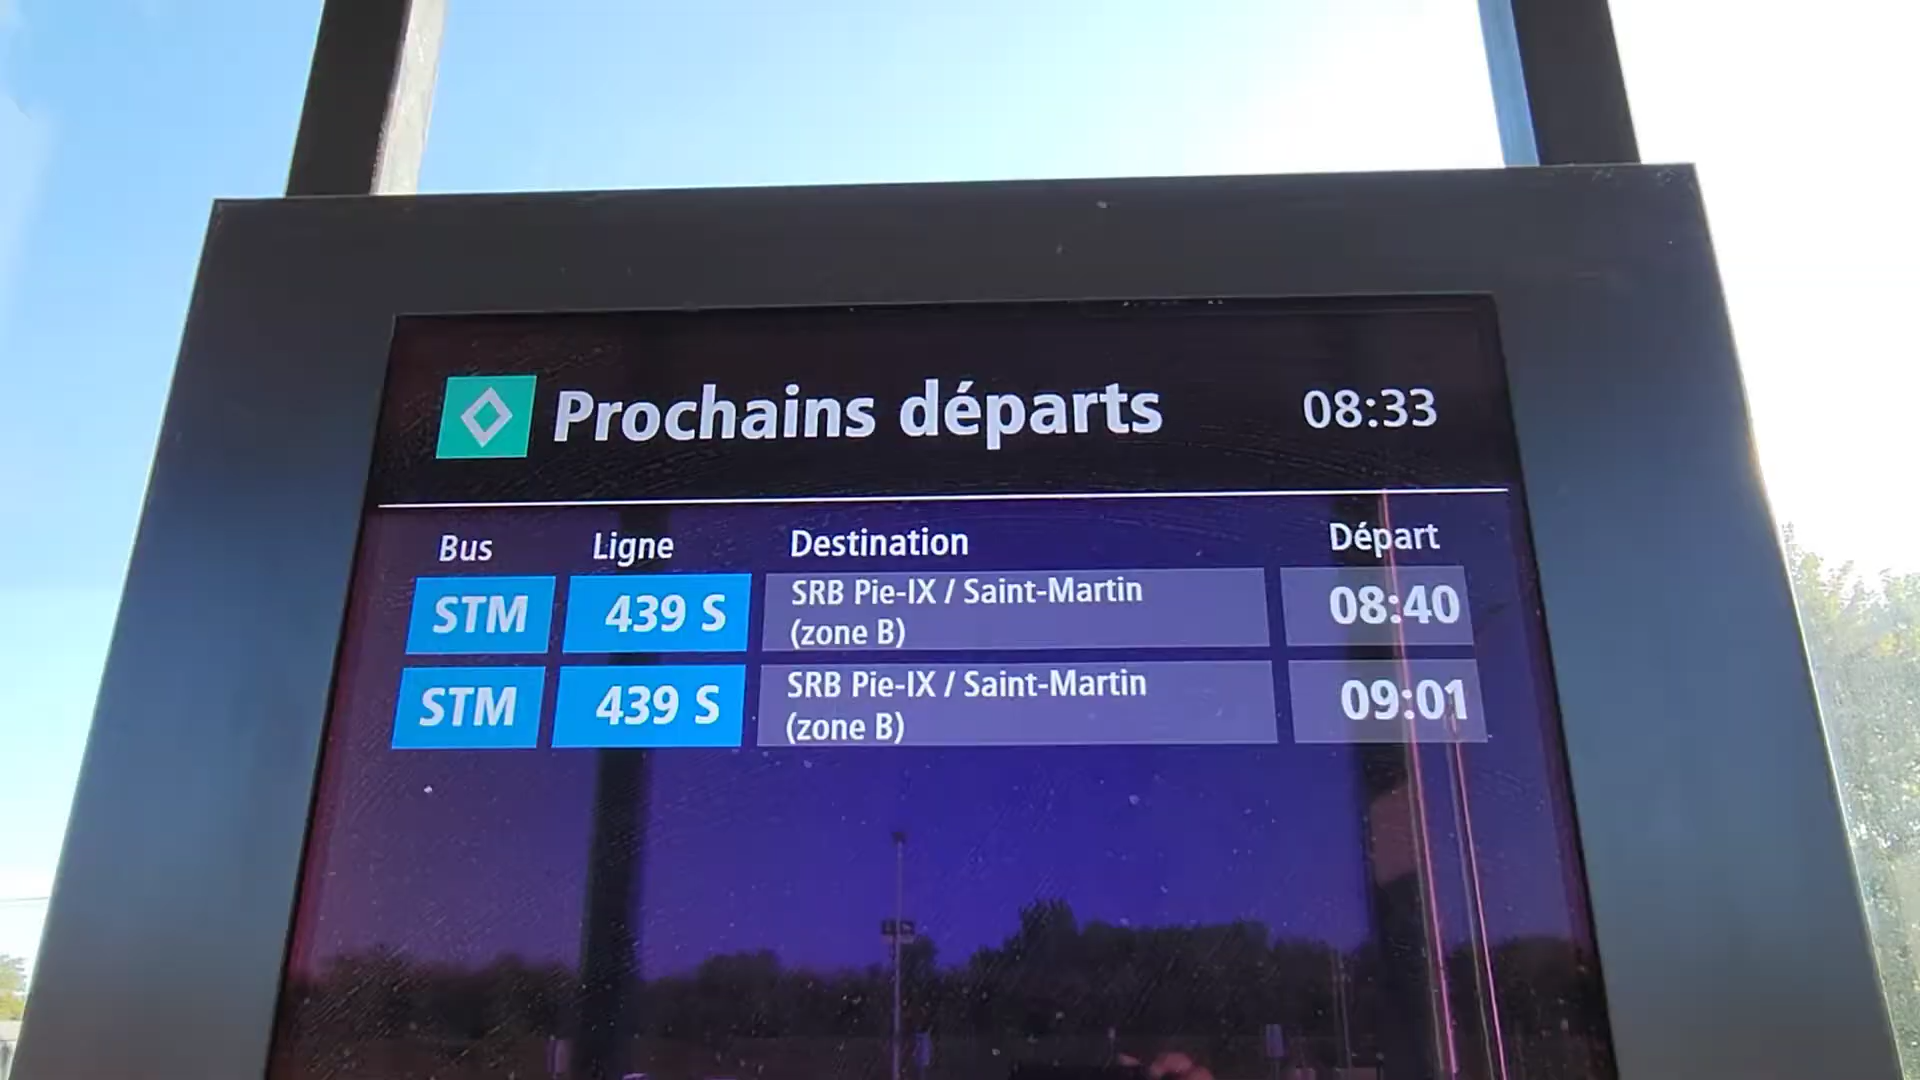 Prochains départs 08:33
Bus Ligne Destination Départ
STM 439 S SRB Pie-IX / Saint-Martin (zone B) 08:40
STM 439 S SRB Pie-IX / Saint-Martin (zone B) 09:01